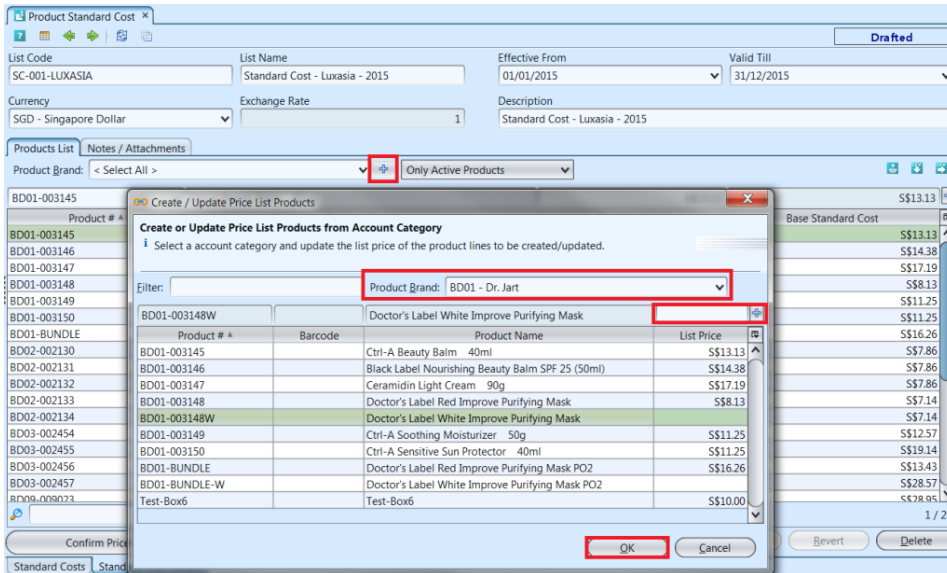 Product Standard Cost
Drafted
List Code List Name Effective From Valid Till
SC-001-LUXASIA Standard Cost - Luxasia - 2015 01/01/2015 31/12/2015
Currency Exchange Rate Description
SGD - Singapore Dollar 1 Standard Cost - Luxasia - 2015
Products List Notes / Attachments
Product Brand: < Select All > Only Active Products
BD01-003145 S$13.13
Product # Base Standard Cost
BD01-003145 S$13.13
BD01-003146 S$14.38
BD01-003147 S$17.19
BD01-003148 S$8.13
BD01-003149 S$11.25
BD01-003150 S$11.25
BD01-BUNDLE S$16.26
BD02-002130 S$7.86
BD02-002131 S$7.86
BD02-002132 S$7.86
BD02-002133 S$7.14
BD02-002134 S$7.14
BD03-002454 S$12.57
BD03-002455 S$19.14
BD03-002456 S$13.43
BD03-002457 S$28.57
BD09-009023 S$28.95
1 / 2
Confirm Price Revert Delete
Standard Costs Stand
Create / Update Price List Products
Create or Update Price List Products from Account Category
Select a account category and update the list price of the product lines to be created/updated.
Filter: Product Brand: BD01 - Dr. Jart
BD01-003148W Doctor's Label White Improve Purifying Mask
Product # Barcode Product Name List Price
BD01-003145 Ctrl-A Beauty Balm 40ml S$13.13
BD01-003146 Black Label Nourishing Beauty Balm SPF 25 (50ml) S$14.38
BD01-003147 Ceramidin Light Cream 90g S$17.19
BD01-003148 Doctor's Label Red Improve Purifying Mask S$8.13
BD01-003148W Doctor's Label White Improve Purifying Mask
BD01-003149 Ctrl-A Soothing Moisturizer 50g S$11.25
BD01-003150 Ctrl-A Sensitive Sun Protector 40ml S$11.25
BD01-BUNDLE Doctor's Label Red Improve Purifying Mask PO2 S$16.26
BD01-BUNDLE-W Doctor's Label White Improve Purifying Mask PO2
Test-Box6 Test-Box6 S$10.00
OK Cancel